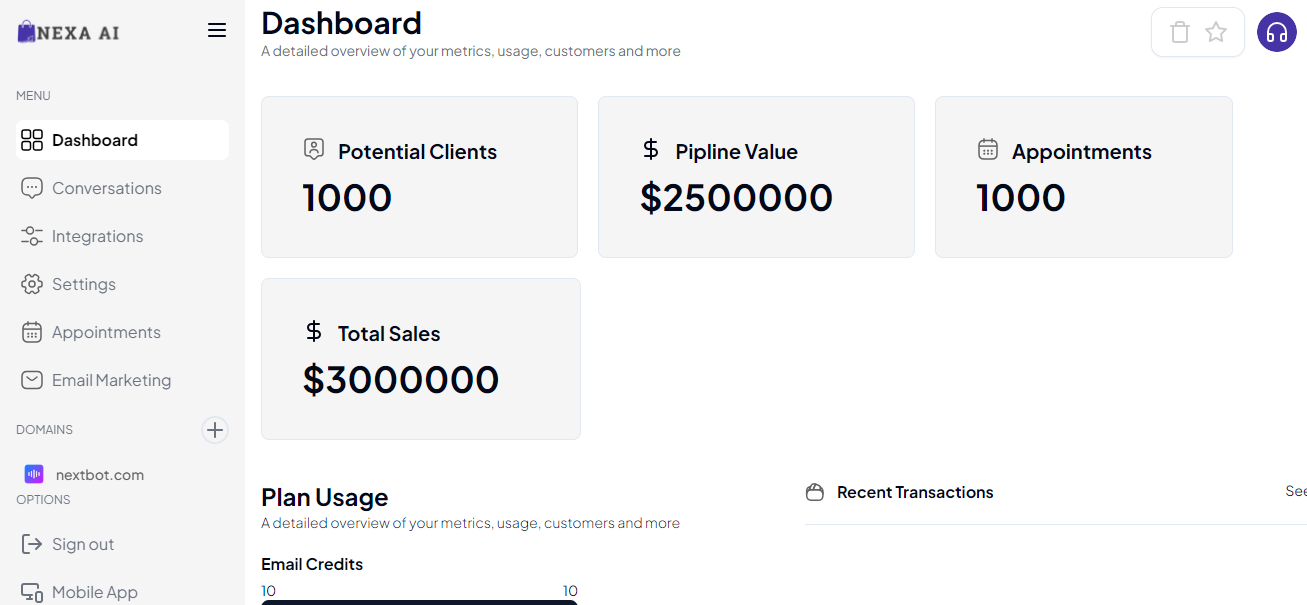 NEXA AI
MENU
Dashboard
Conversations
Integrations
Settings
Appointments
Email Marketing
DOMAINS
nextbot.com
OPTIONS
Sign out
Mobile App
Dashboard
A detailed overview of your metrics, usage, customers and more
Potential Clients
1000
Pipline Value
$2500000
Appointments
1000
Total Sales
$3000000
Plan Usage
A detailed overview of your metrics, usage, customers and more
Email Credits
10 10
Recent Transactions
See